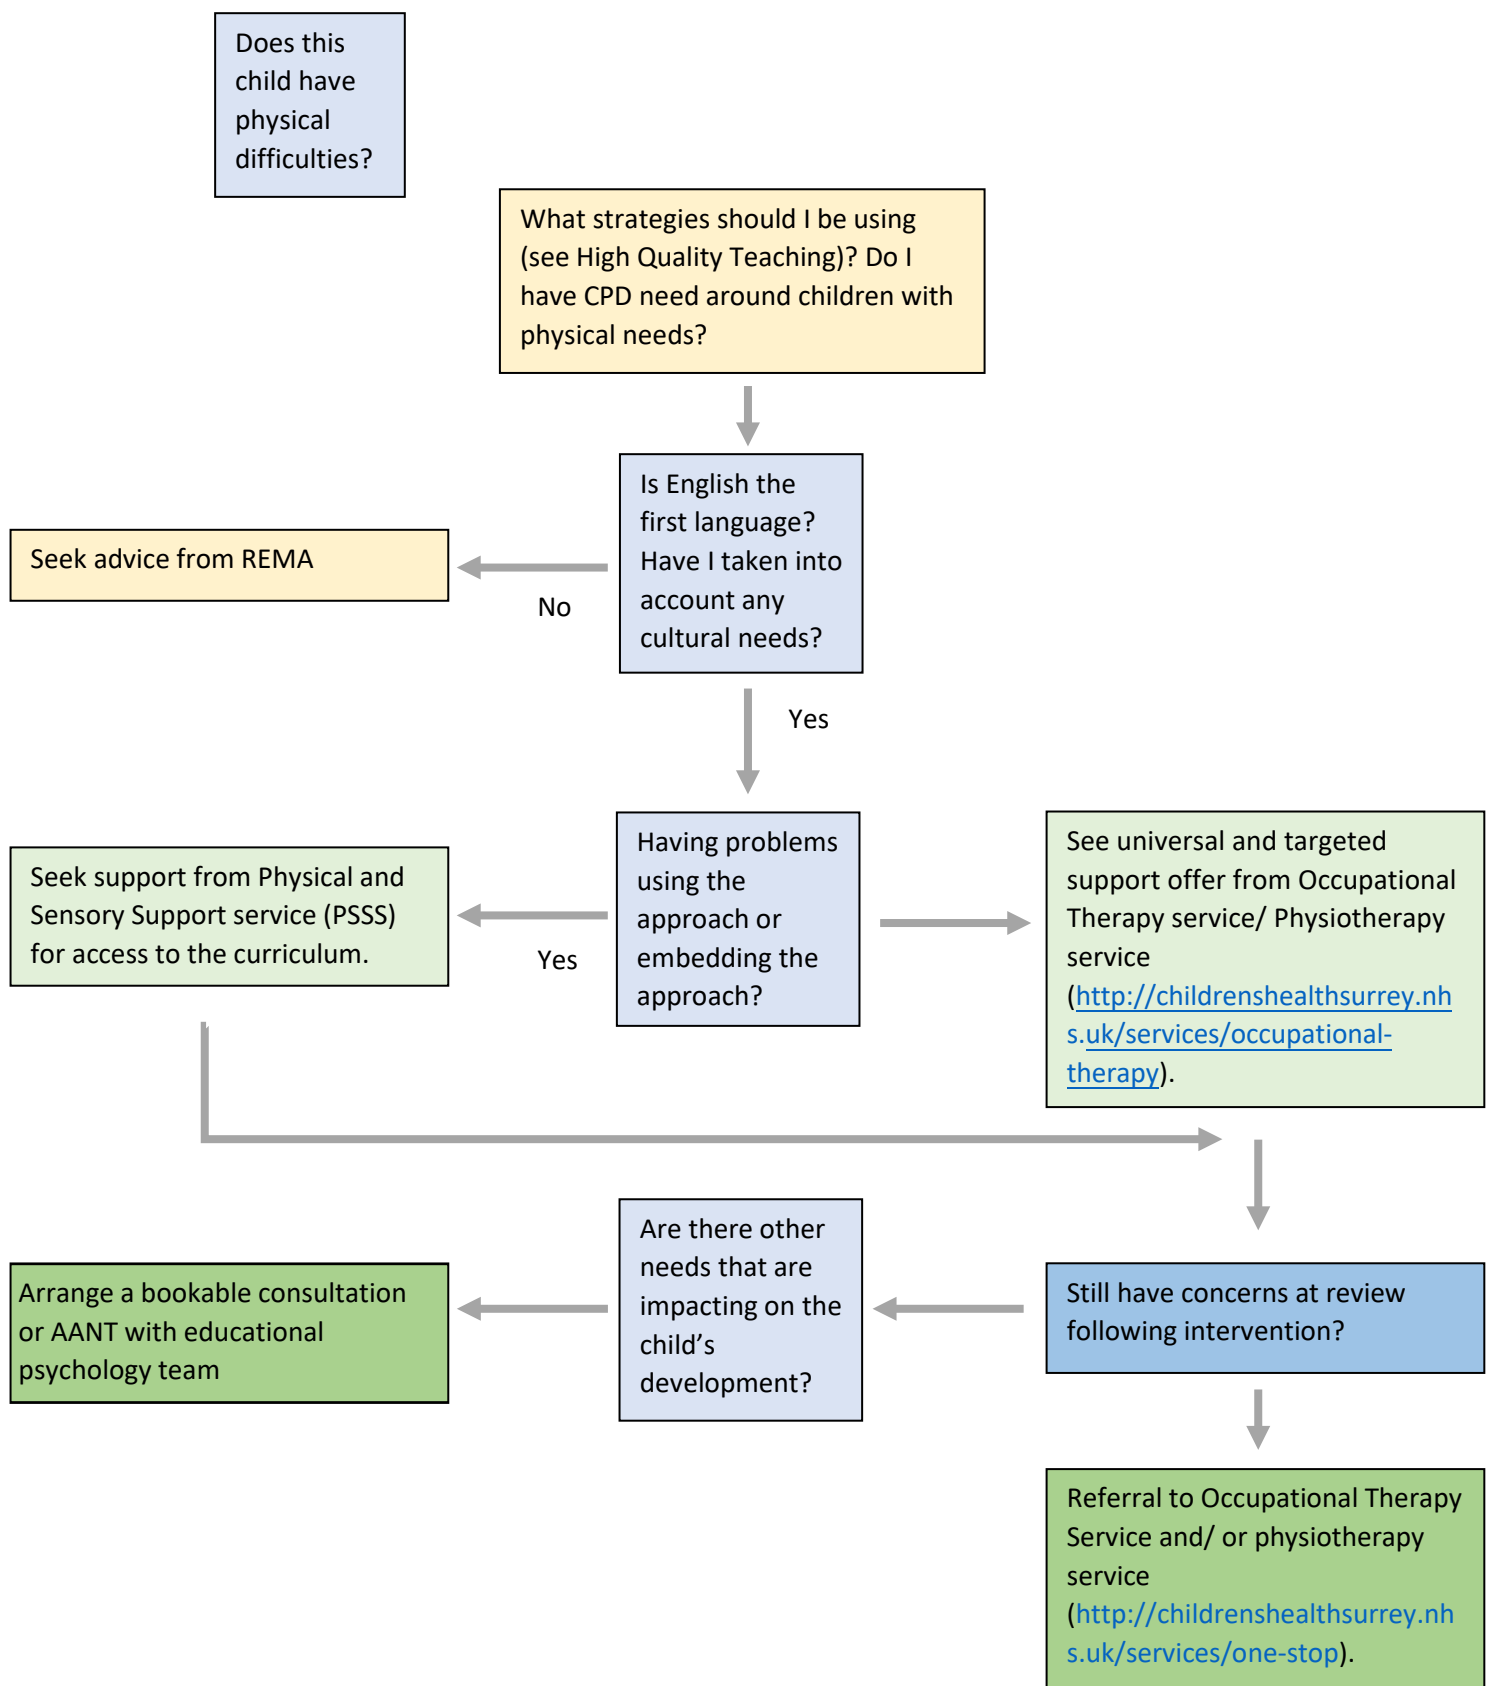 Does this
child have
physical
difficulties?
What strategies should I be using
(see High Quality Teaching)? Do I
have CPD need around children with
physical needs?
Is English the
first language?
Have I taken into
account any
cultural needs?
Seek advice from REMA
No
Yes
Having problems
using the
approach or
embedding the
approach?
Seek support from Physical and
Sensory Support service (PSSS)
for access to the curriculum.
Yes
See universal and targeted
support offer from Occupational
Therapy service/ Physiotherapy
service
(http://childrenshealthsurrey.nh
s.uk/services/occupational-
therapy).
Are there other
needs that are
impacting on the
child’s
development?
Arrange a bookable consultation
or AANT with educational
psychology team
Still have concerns at review
following intervention?
Referral to Occupational Therapy
Service and/ or physiotherapy
service
(http://childrenshealthsurrey.nh
s.uk/services/one-stop).